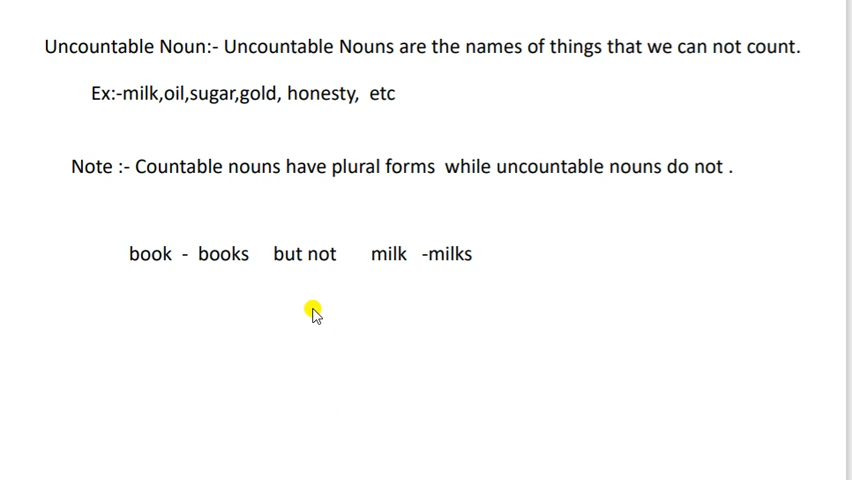 Uncountable Noun:- Uncountable Nouns are the names of things that we can not count.
Ex:-milk,oil,sugar,gold, honesty, etc
Note :- Countable nouns have plural forms while uncountable nouns do not .
book - books but not milk -milks